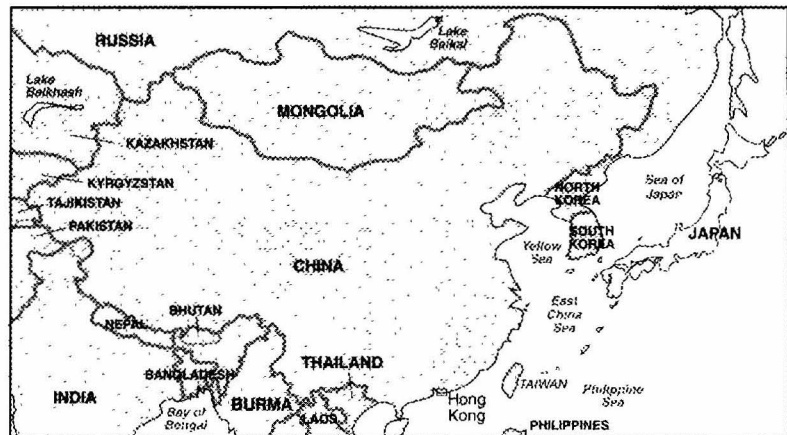 RUSSIA
Lake
Baikal
Lake
Balkhash
MONGOLIA
KAZAKHSTAN
KYRGYZSTAN
TAJIKISTAN
PAKISTAN
NORTH
KOREA
Sea of
Japan
SOUTH
KOREA
JAPAN
Yellow
Sea
CHINA
East
China
Sea
BHUTAN
NEPAL
THAILAND
BANGLADESH
INDIA
BURMA
LAOS
Bay of
Bengal
Hong
Kong
TAIWAN
Philippine
Sea
PHILIPPINES